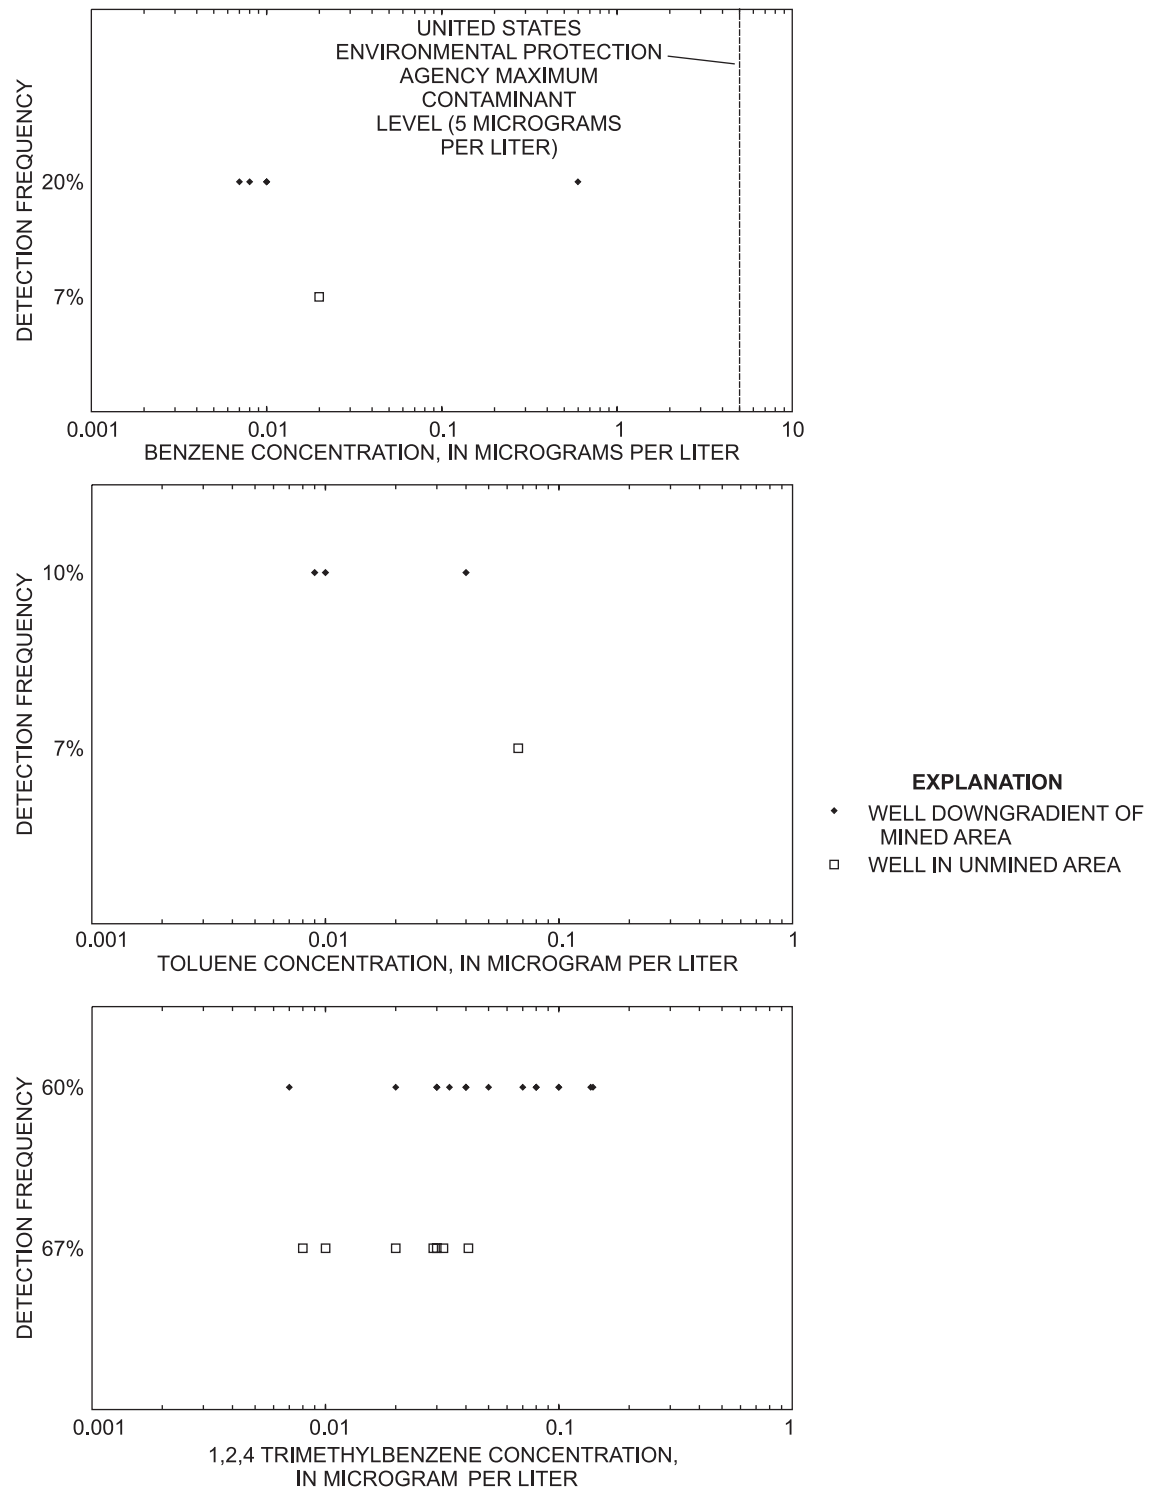 UNITED STATES
ENVIRONMENTAL PROTECTION
AGENCY MAXIMUM
CONTAMINANT
LEVEL (5 MICROGRAMS
PER LITER)
DETECTION FREQUENCY
20%
7%
0.001 0.01 0.1 1 10
BENZENE CONCENTRATION, IN MICROGRAMS PER LITER
DETECTION FREQUENCY
10%
7%
0.001 0.01 0.1 1
TOLUENE CONCENTRATION, IN MICROGRAM PER LITER
EXPLANATION
WELL DOWNGRADIENT OF
MINED AREA
WELL IN UNMINED AREA
DETECTION FREQUENCY
60%
67%
0.001 0.01 0.1 1
1,2,4 TRIMETHYLBENZENE CONCENTRATION,
IN MICROGRAM PER LITER